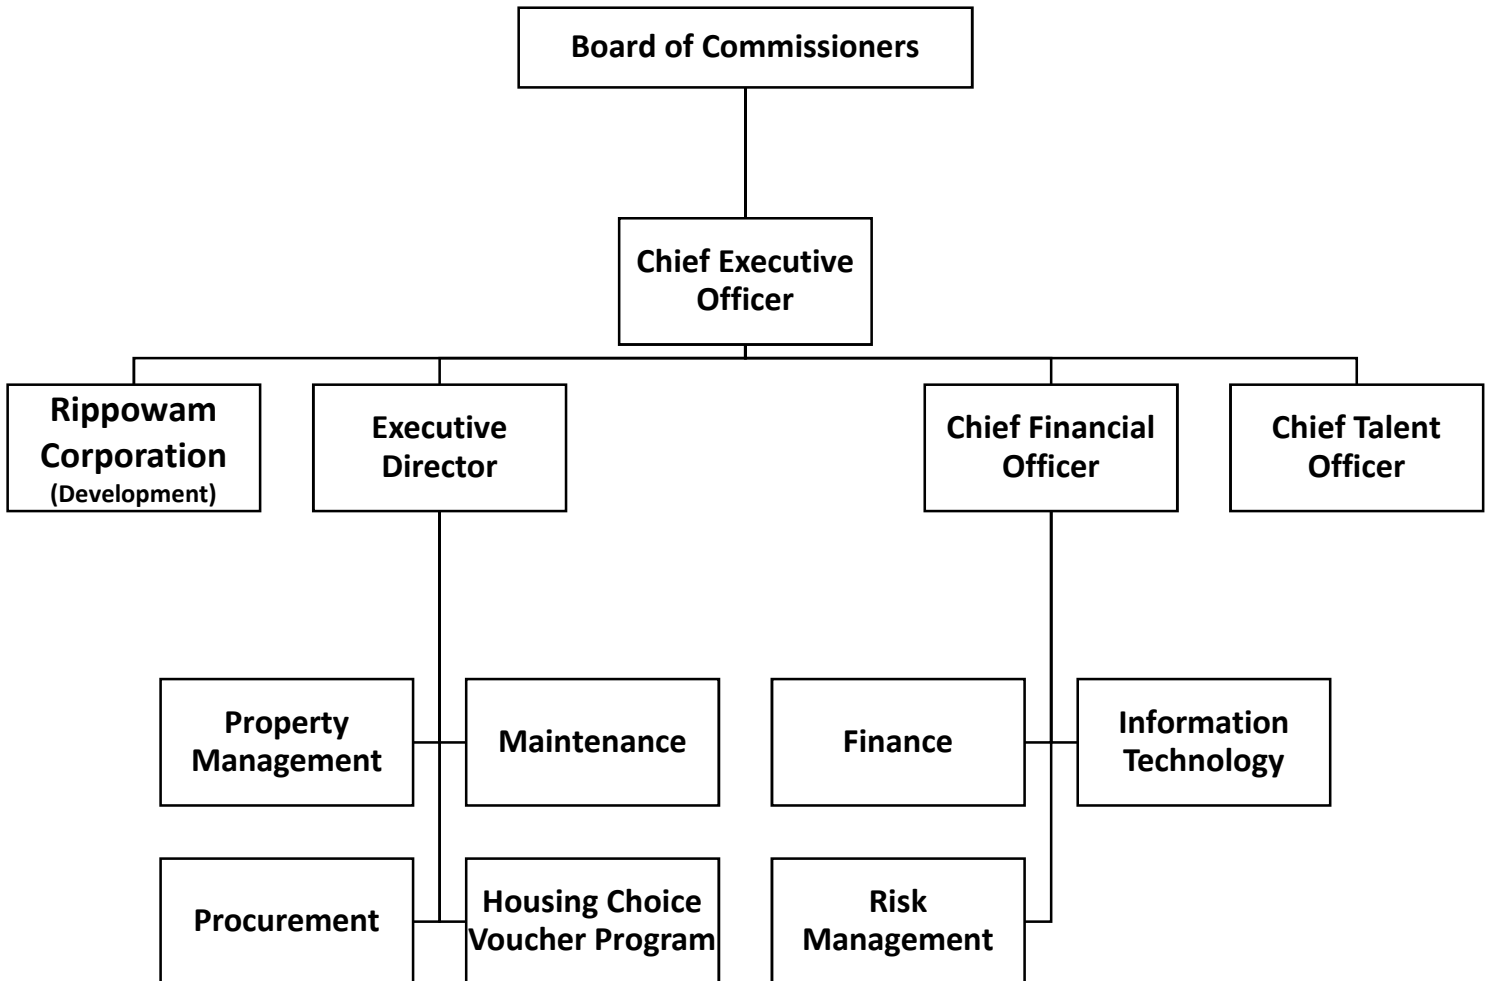 Board of Commissioners
Chief Executive
Officer
Rippowam
Corporation
(Development)
Executive
Director
Chief Financial
Officer
Chief Talent
Officer
Property
Management
Maintenance
Finance
Information
Technology
Procurement
Housing Choice
Voucher Program
Risk
Management